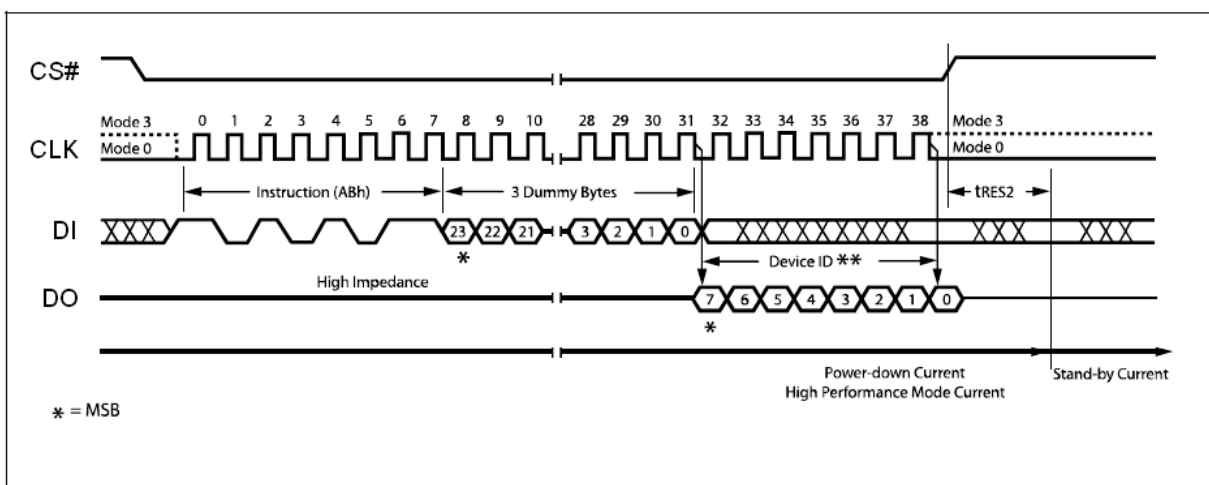 CS#
0 1 2 3 4 5 6 7 8 9 10 28 29 30 31 32 33 34 35 36 37 38
Mode 3 Mode 3
CLK
Mode 0 Mode 0
Instruction (ABh) 3 Dummy Bytes tRES2
DI 23 22 21 3 2 1 0
* Device ID **
High Impedance
DO 7 6 5 4 3 2 1 0
*
Power-down Current Stand-by Current
High Performance Mode Current
* = MSB